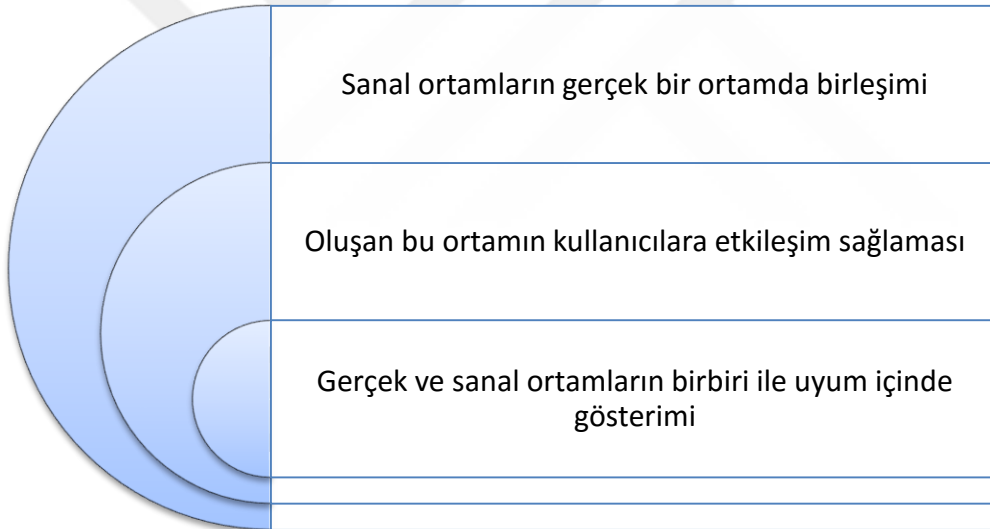 Sanal ortamların gerçek bir ortamda birleşimi
Oluşan bu ortamın kullanıcılara etkileşim sağlaması
Gerçek ve sanal ortamların birbiri ile uyum içinde
gösterimi